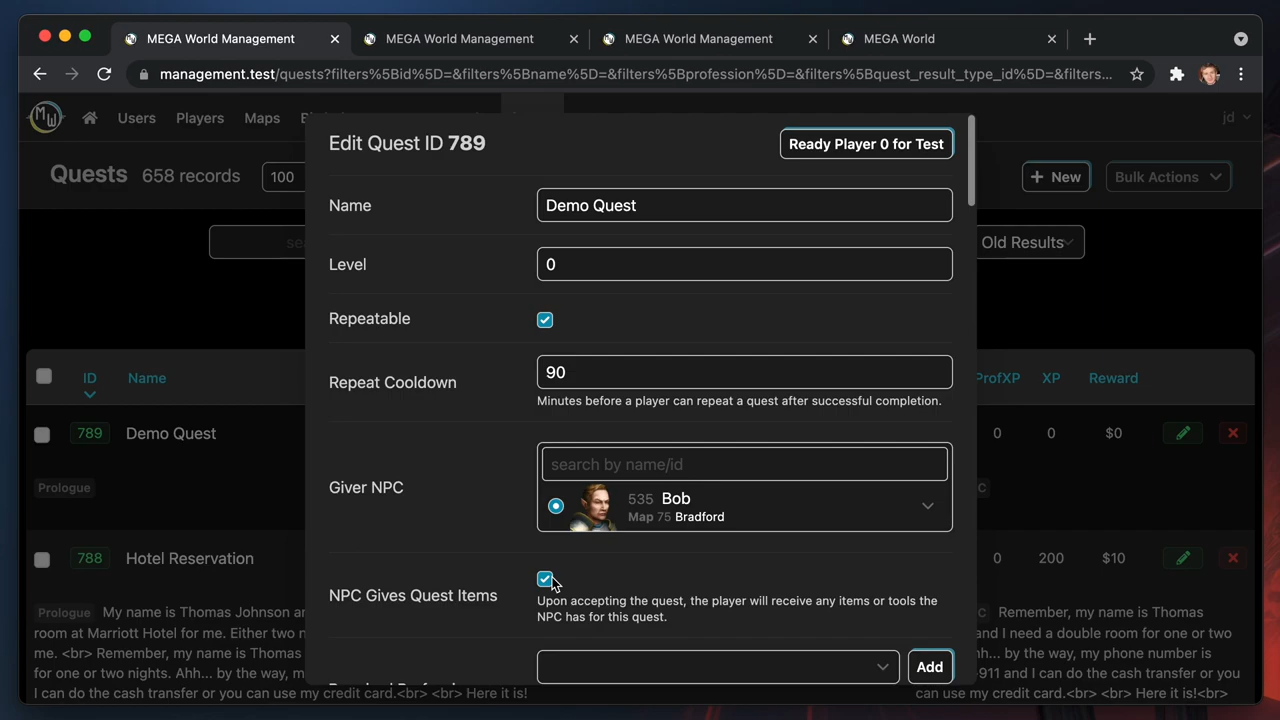 MEGA World Management
MEGA World Management
MEGA World Management
MEGA World
management.test/quests?filters%5Bid%5D=&filters%5Bname%5D=&filters%5Bprofession%5D=&filters%5Bquest_result_type_id%5D=&filters...
MW
Users
Players
Maps
jd
Edit Quest ID 789
Ready Player 0 for Test
Quests 658 records
100
+ New
Bulk Actions
Name
Demo Quest
Old Results
Level
0
Repeatable
Repeat Cooldown
90
Minutes before a player can repeat a quest after successful completion.
ID
Name
ProfXP
XP
Reward
789
Demo Quest
0
0
$0
Prologue
Giver NPC
search by name/id
535 Bob
Map 75 Bradford
788
Hotel Reservation
0
200
$10
NPC Gives Quest Items
Upon accepting the quest, the player will receive any items or tools the
NPC has for this quest.
Prologue My name is Thomas Johnson
room at Marriott Hotel for me. Either two
me. <br> Remember, my name is Thomas
for one or two nights. Ahh... by the way,
I can do the cash transfer or you can use my credit card.<br> <br> Here it is!
Remember, my name is Thomas
and I need a double room for one or two
by the way, my phone number is
-911 and I can do the cash transfer or you
can use my credit card.<br> <br> Here it is!<br>
Add